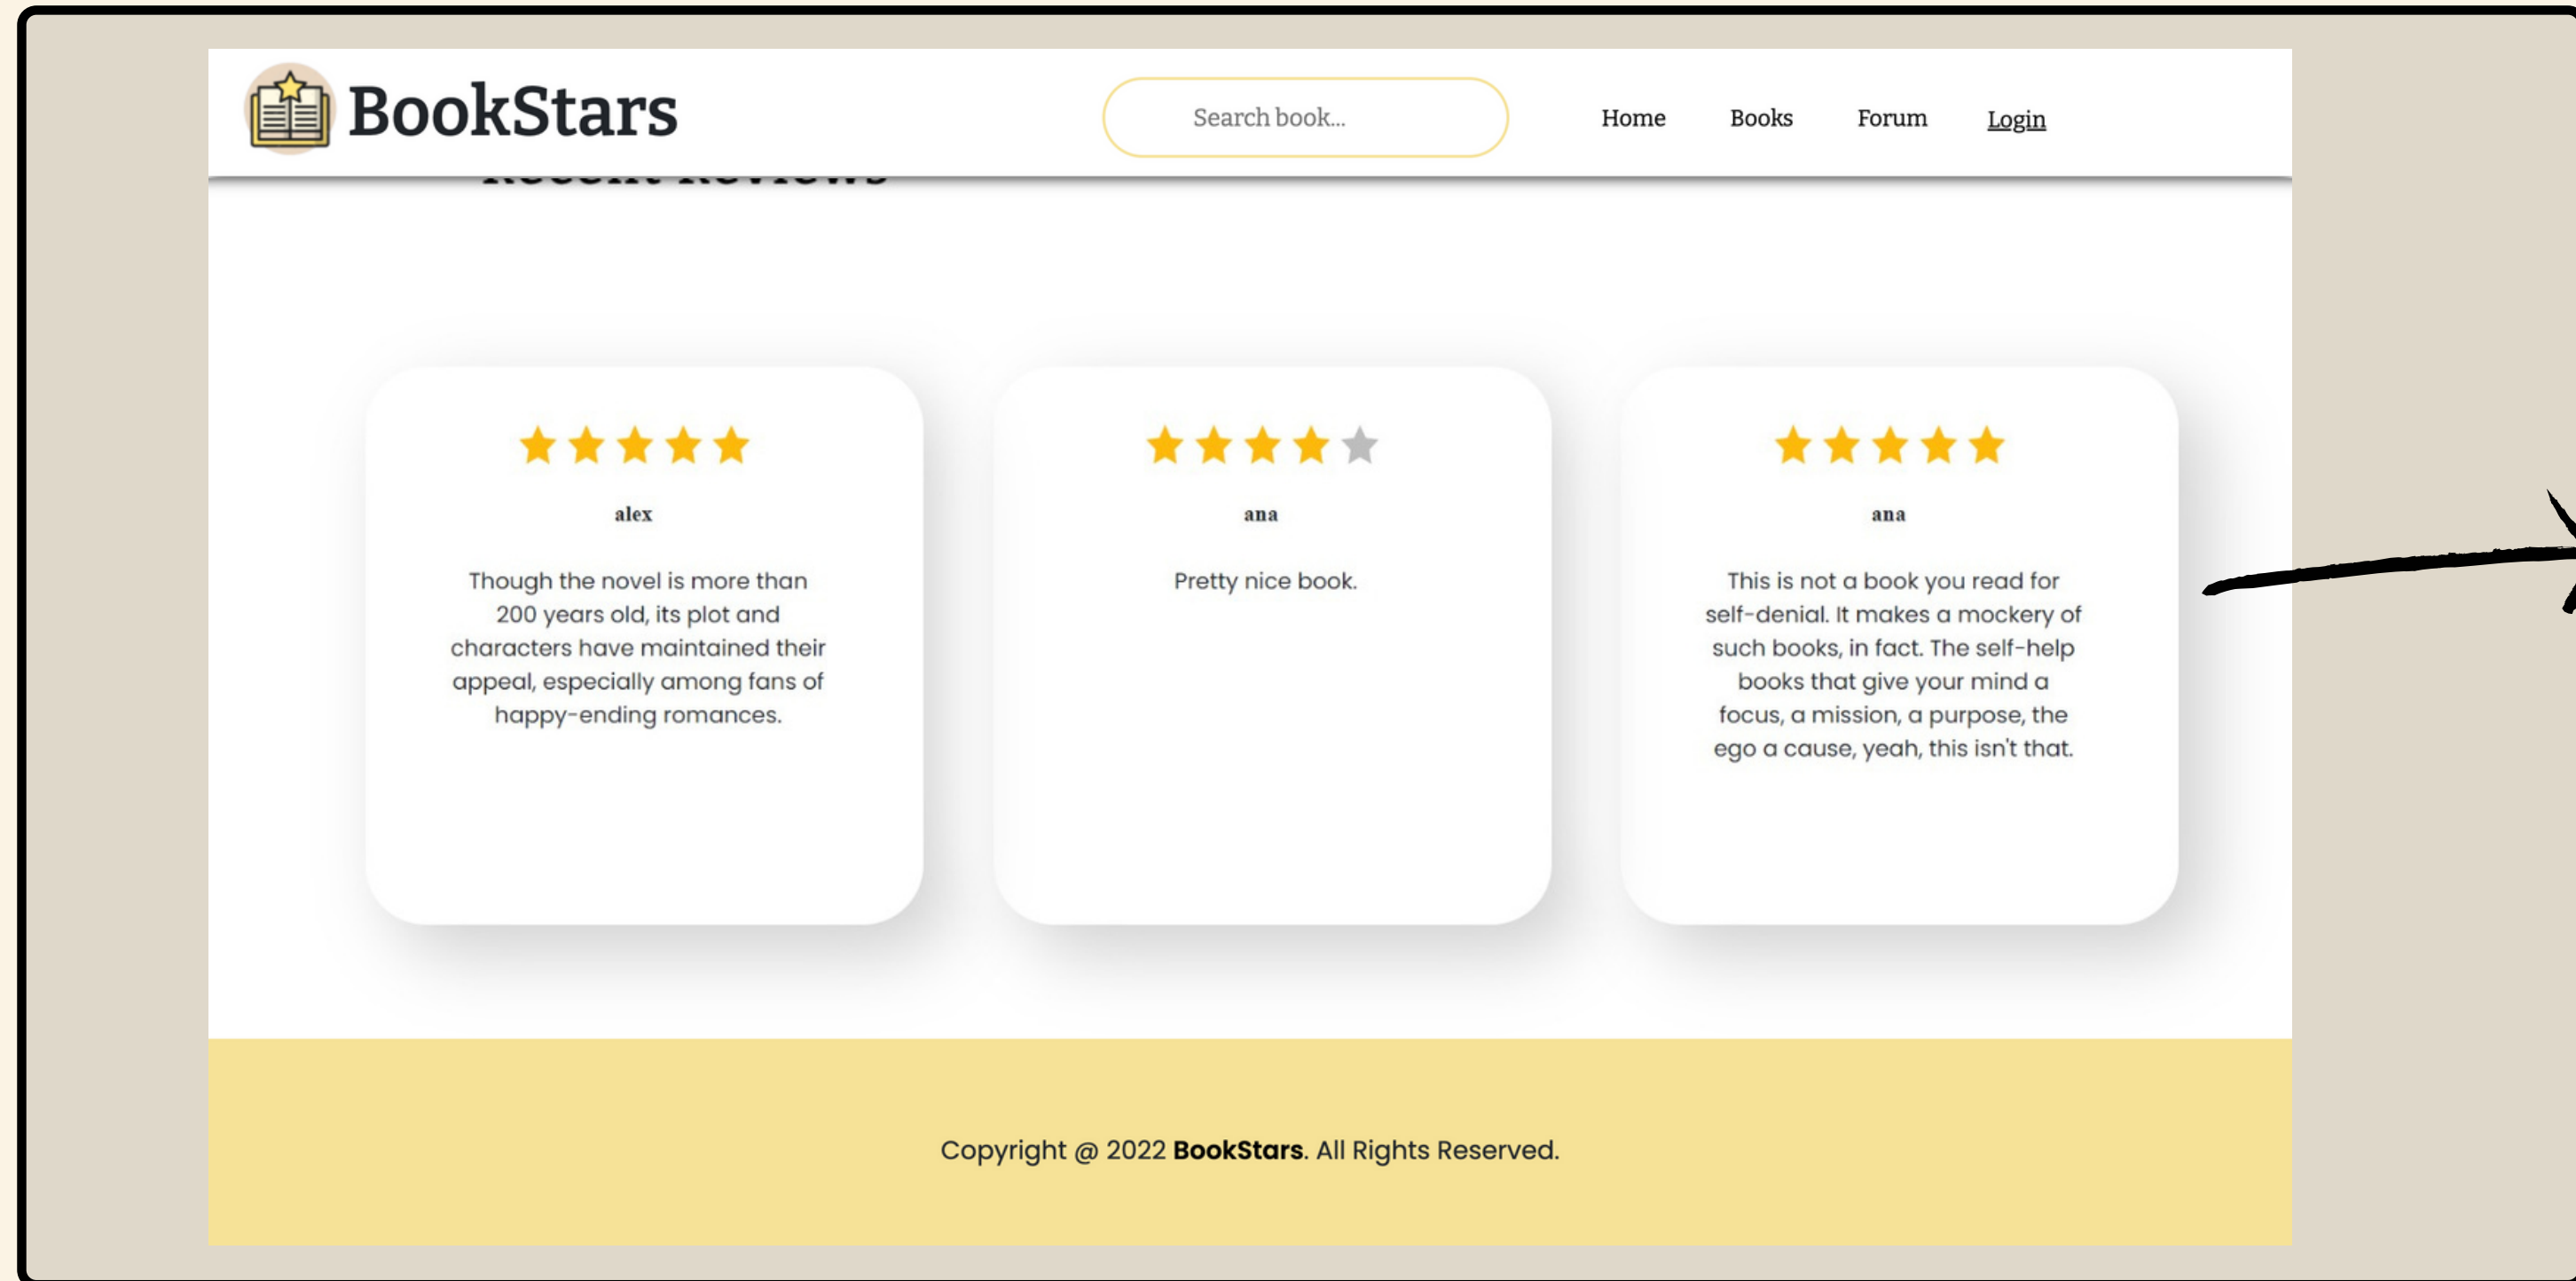 BookStars
Search book...
Home
Books
Forum
Login
Recent Reviews
alex
Though the novel is more than
200 years old, its plot and
characters have maintained their
appeal, especially among fans of
happy-ending romances.
ana
Pretty nice book.
ana
This is not a book you read for
self-denial. It makes a mockery of
such books, in fact. The self-help
books that give your mind a
focus, a mission, a purpose, the
ego a cause, yeah, this isn't that.
Copyright @ 2022 BookStars. All Rights Reserved.